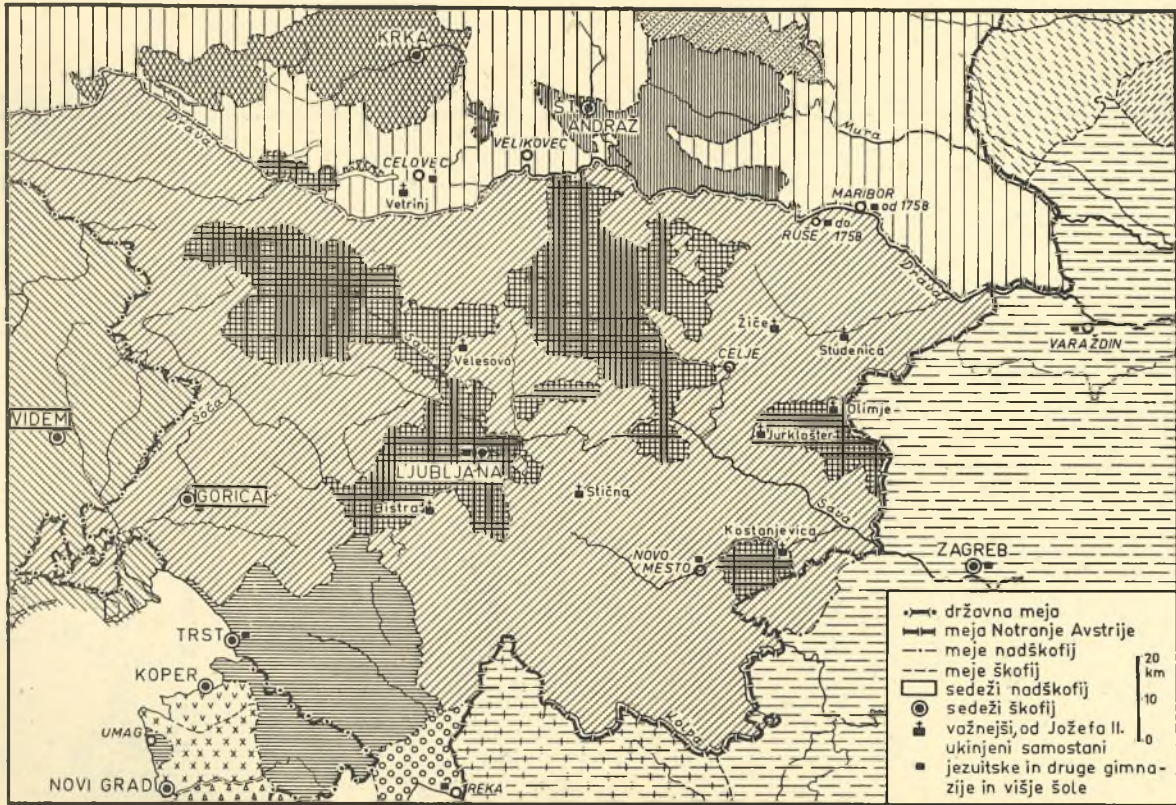 KRKA
Drava
ŠT.
ANDRAŽ
Mura
VELIKOVEC
CELOVEC
Vetrinj
MARIBOR
od 1758
do
RUŠE / 1758
Drava
Žiče
Studenica
VARAŽDIN
Sava
Velesovo
CELJE
Soča
VIDEM
Olimje
Jurklošter
LJUBLJANA
GORICA
Stična
Bistra
Sava
Kostanjevica
NOVO
MESTO
ZAGREB
TRST
KOPER
Kolpa
UMAG
NOVI GRAD
REKA
državna meja
meja Notranje Avstrije
meje nadškofij
meje škofij
sedeži nadškofij
sedeži škofij
važnejši, od Jožefa II.
ukinjeni samostani
jezuitske in druge gimna-
zije in višje šole
20
km
10
0